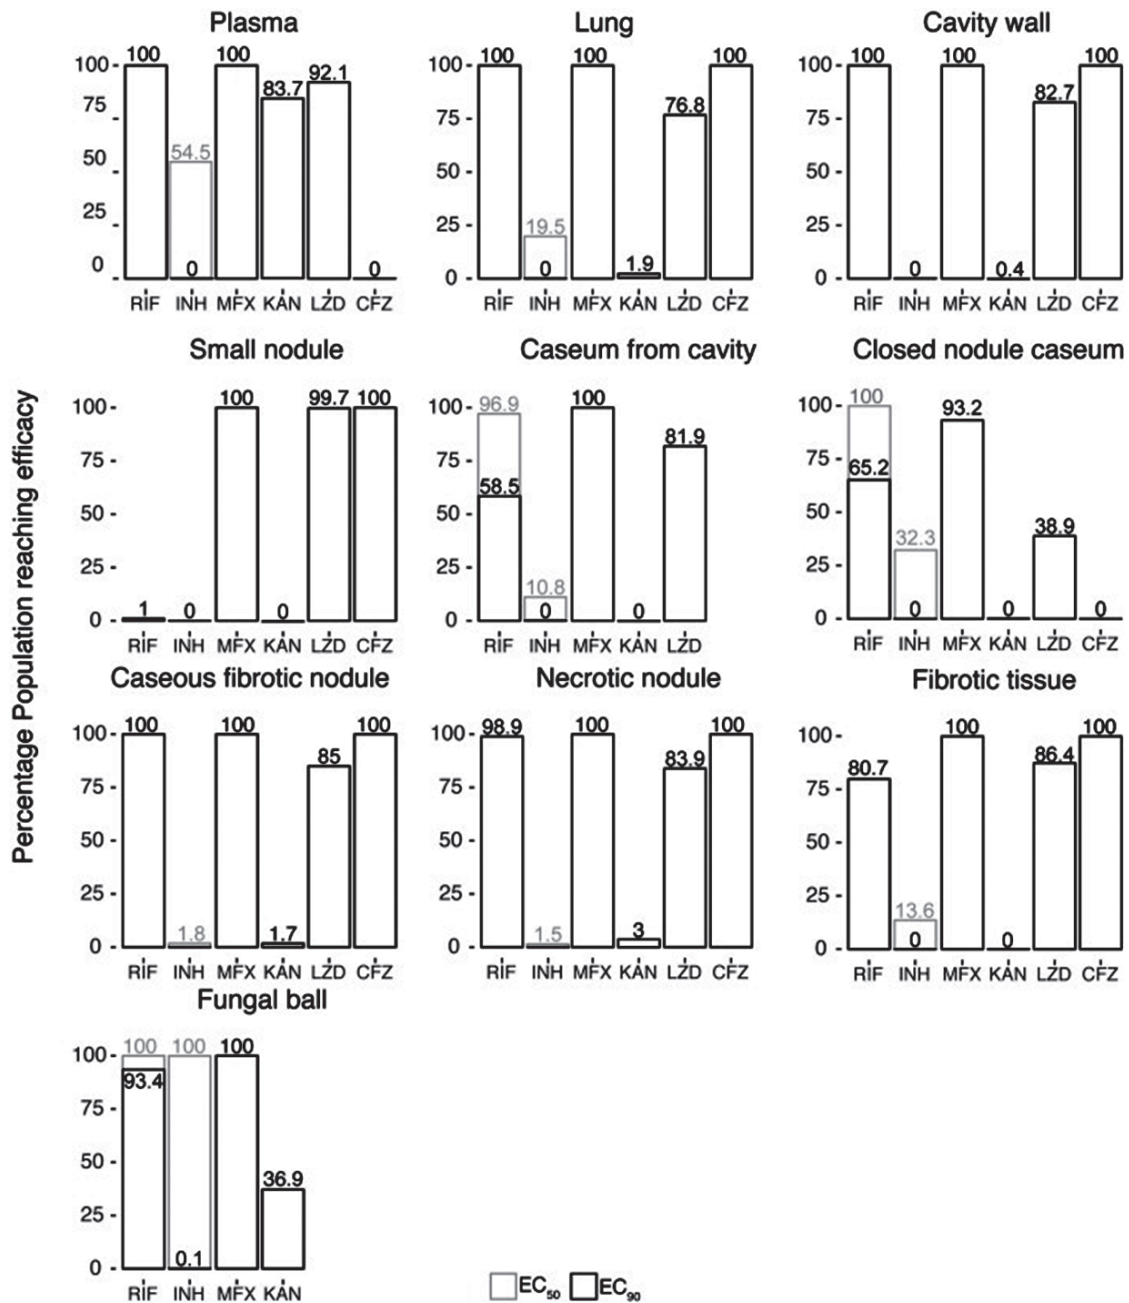 Plasma
Lung
Cavity wall
100 100 83.7 92.1 54.5 0 0
100 75 50 25 0
RIF INH MFX KAN LZD CFZ
100 19.5 0 100 1.9 76.8 100
100 75 50 25 0
RIF INH MFX KAN LZD CFZ
100 0 100 0.4 82.7 100
100 75 50 25 0
RIF INH MFX KAN LZD CFZ
Small nodule
Caseum from cavity
Closed nodule caseum
1 0 100 0 99.7 100
100 75 50 25 0
RIF INH MFX KAN LZD CFZ
96.9 58.5 10.8 0 100 0 81.9
100 75 50 25 0
RIF INH MFX KAN LZD
100 65.2 32.3 0 93.2 0 38.9 0
100 75 50 25 0
RIF INH MFX KAN LZD CFZ
Percentage Population reaching efficacy
Caseous fibrotic nodule
Necrotic nodule
Fibrotic tissue
100 1.8 100 1.7 85 100
100 75 50 25 0
RIF INH MFX KAN LZD CFZ
98.9 1.5 100 3 83.9 100
100 75 50 25 0
RIF INH MFX KAN LZD CFZ
80.7 13.6 0 100 0 86.4 100
100 75 50 25 0
RIF INH MFX KAN LZD CFZ
Fungal ball
100 93.4 100 0.1 100 36.9
100 75 50 25 0
RIF INH MFX KAN
EC50 EC90